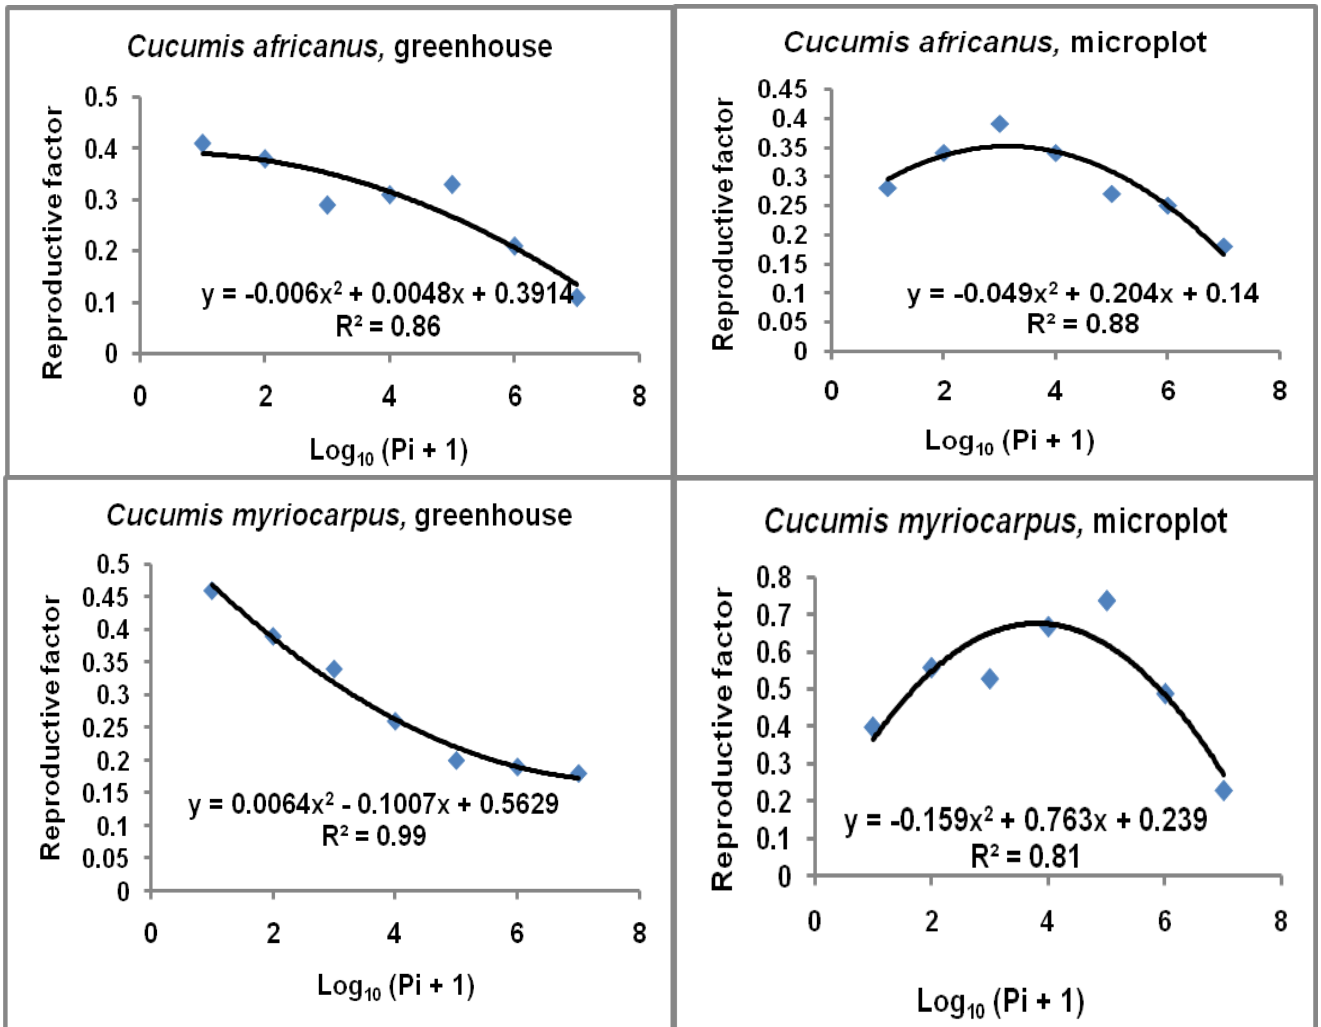 Cucumis africanus, greenhouse
Reproductive factor
0.5
0.4
0.3
0.2
0.1
0
y = -0.006x² + 0.0048x + 0.3914
R² = 0.86
0 2 4 6 8
Log₁₀ (Pi + 1)
Cucumis africanus, microplot
Reproductive factor
0.45
0.4
0.35
0.3
0.25
0.2
0.15
0.1
0.05
0
y = -0.049x² + 0.204x + 0.14
R² = 0.88
0 2 4 6 8
Log₁₀ (Pi + 1)
Cucumis myriocarpus, greenhouse
Reproductive factor
0.5
0.45
0.4
0.35
0.3
0.25
0.2
0.15
0.1
0.05
0
y = 0.0064x² - 0.1007x + 0.5629
R² = 0.99
0 2 4 6 8
Log₁₀ (Pi + 1)
Cucumis myriocarpus, microplot
Reproductive factor
0.8
0.7
0.6
0.5
0.4
0.3
0.2
0.1
0
y = -0.159x² + 0.763x + 0.239
R² = 0.81
0 2 4 6 8
Log₁₀ (Pi + 1)